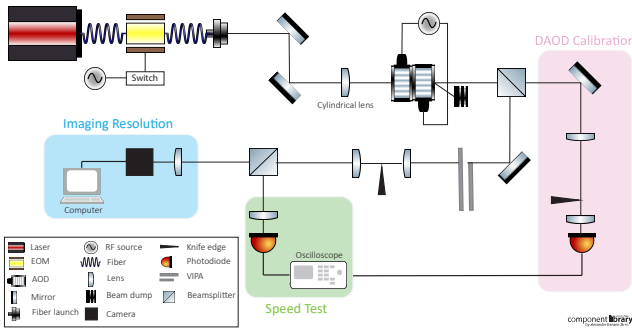 DAOD Calibration
Switch
Cylindrical lens
Imaging Resolution
Computer
Oscilloscope
Speed Test
Laser
RF source
Knife edge
EOM
Fiber
Photodiode
AOD
Lens
VIPA
Mirror
Beam dump
Beamsplitter
Fiber launch
Camera
component library